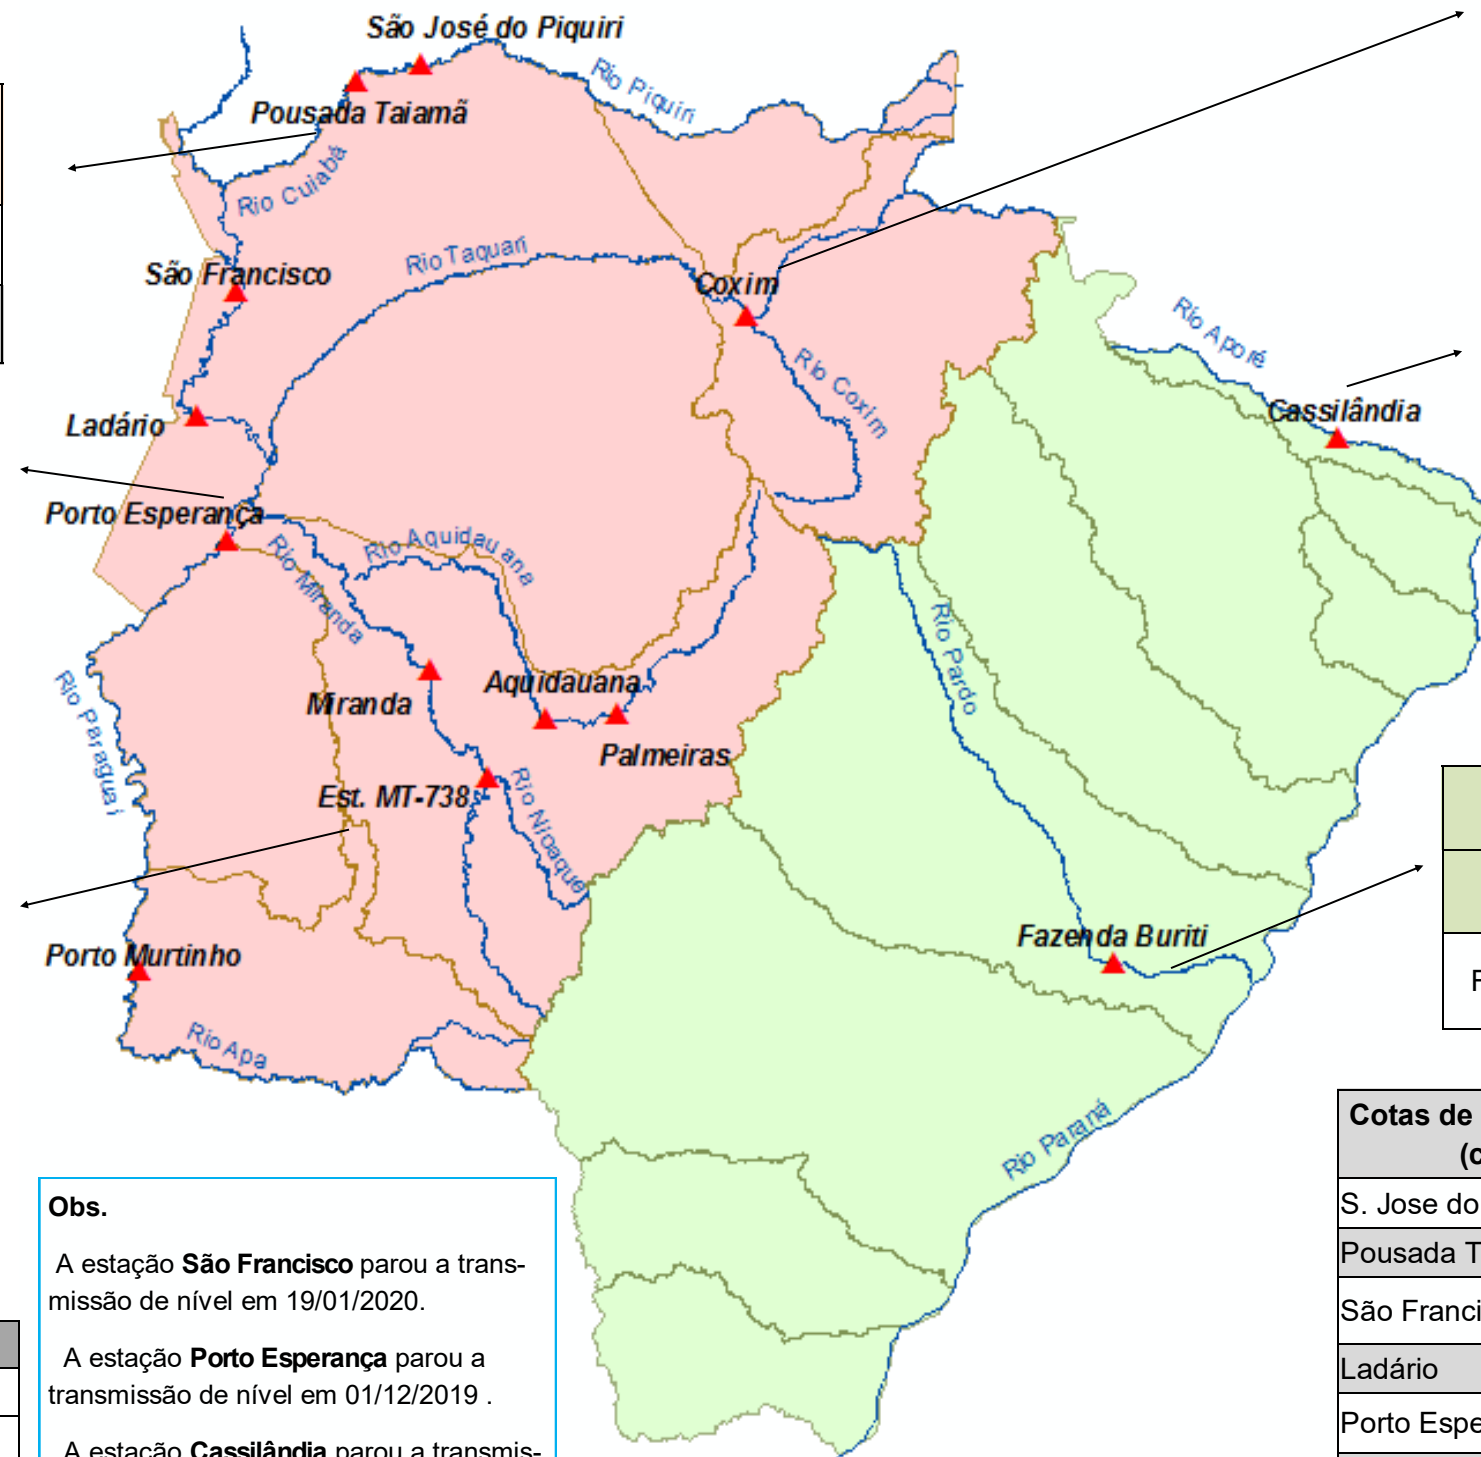 São José do Piquiri
Rio Piquiri
Pousada Taiamã
Rio Cuiabá
Rio Taquari
São Francisco
Coxim
Rio Aporé
Rio Coxim
Cassilândia
Ladário
Porto Esperança
Rio Aquidauana
Rio Miranda
Rio Pardo
Aquidauana
Miranda
Rio Paraguai
Palmeiras
Est. MT-738
Rio Nioaque
Fazenda Buriti
Porto Murtinho
Rio Apa
Rio Paraná
Obs.
A estação São Francisco parou a trans-
missão de nível em 19/01/2020.
A estação Porto Esperança parou a
transmissão de nível em 01/12/2019 .
A estação Cassilândia parou a transmis-
F
Cotas de
(c
S. Jose do
Pousada T
São Franci
Ladário
Porto Espe